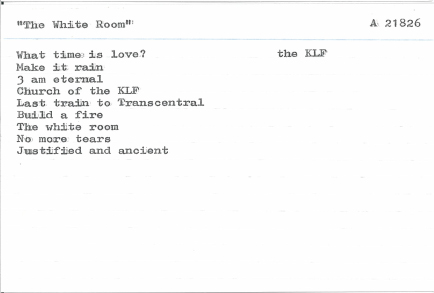 "The White Room" A 21826
What time is love? the KLF
Make it rain
3 am eternal
Church of the KLF
Last train to Transcentral
Build a fire
The white room
No more tears
Justified and ancient